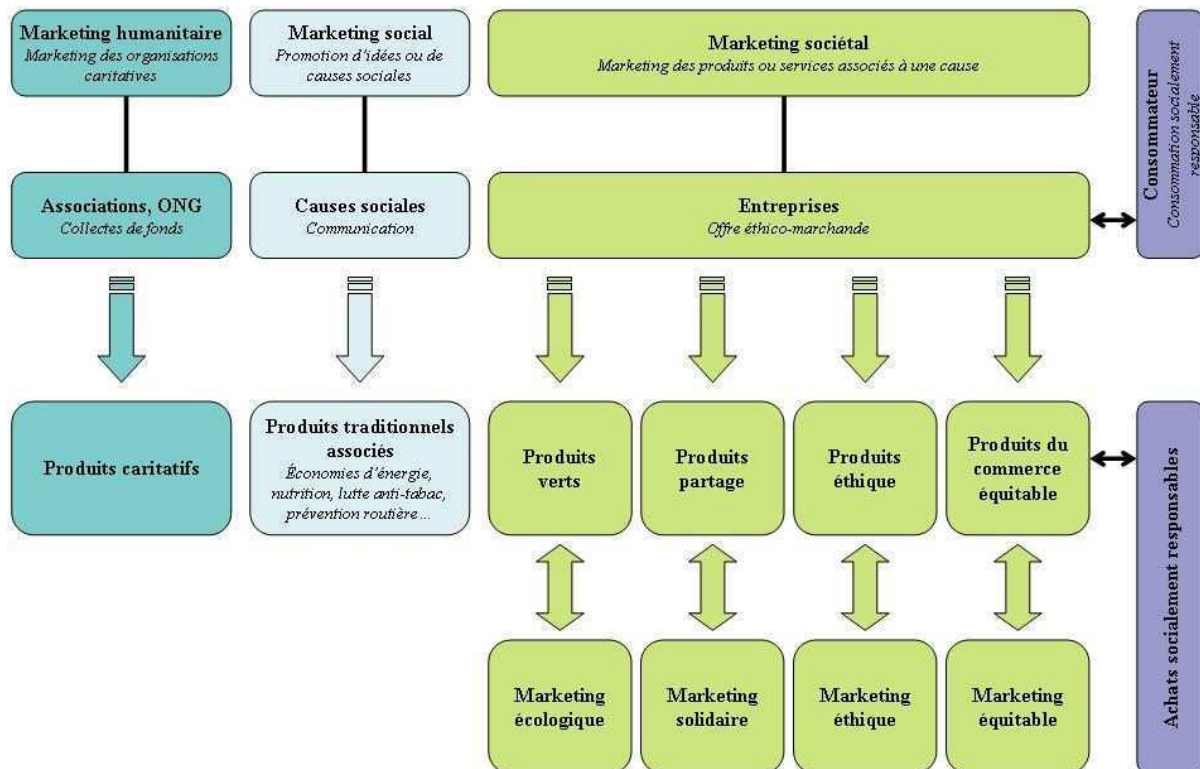 Marketing humanitaire
Marketing des organisations
caritatives
Marketing social
Promotion d'idées ou de
causes sociales
Marketing sociétal
Marketing des produits ou services associés à une cause
Consommateur
Consommation socialement
responsable
Associations, ONG
Collectes de fonds
Causes sociales
Communication
Entreprises
Offre éthico-marchande
Produits caritatifs
Produits traditionnels
associés
Économies d'énergie,
nutrition, lutte anti-tabac,
prévention routière...
Produits
verts
Produits
partage
Produits
éthique
Produits du
commerce
équitable
Achats socialement responsables
Marketing
écologique
Marketing
solidaire
Marketing
éthique
Marketing
équitable